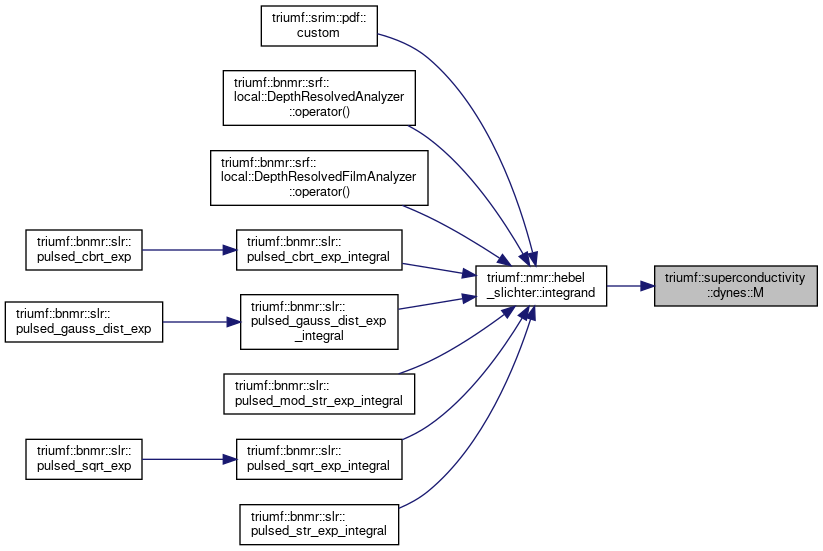 triumf::srim::pdf::
custom
triumf::bnmr::srf::
local::DepthResolvedAnalyzer
::operator()
triumf::bnmr::srf::
local::DepthResolvedFilmAnalyzer
::operator()
triumf::bnmr::slr::
pulsed_cbrt_exp
triumf::bnmr::slr::
pulsed_cbrt_exp_integral
triumf::nmr::hebel
_slichter::integrand
triumf::superconductivity
::dynes::M
triumf::bnmr::slr::
pulsed_gauss_dist_exp
triumf::bnmr::slr::
pulsed_gauss_dist_exp
_integral
triumf::bnmr::slr::
pulsed_mod_str_exp_integral
triumf::bnmr::slr::
pulsed_sqrt_exp
triumf::bnmr::slr::
pulsed_sqrt_exp_integral
triumf::bnmr::slr::
pulsed_str_exp_integral